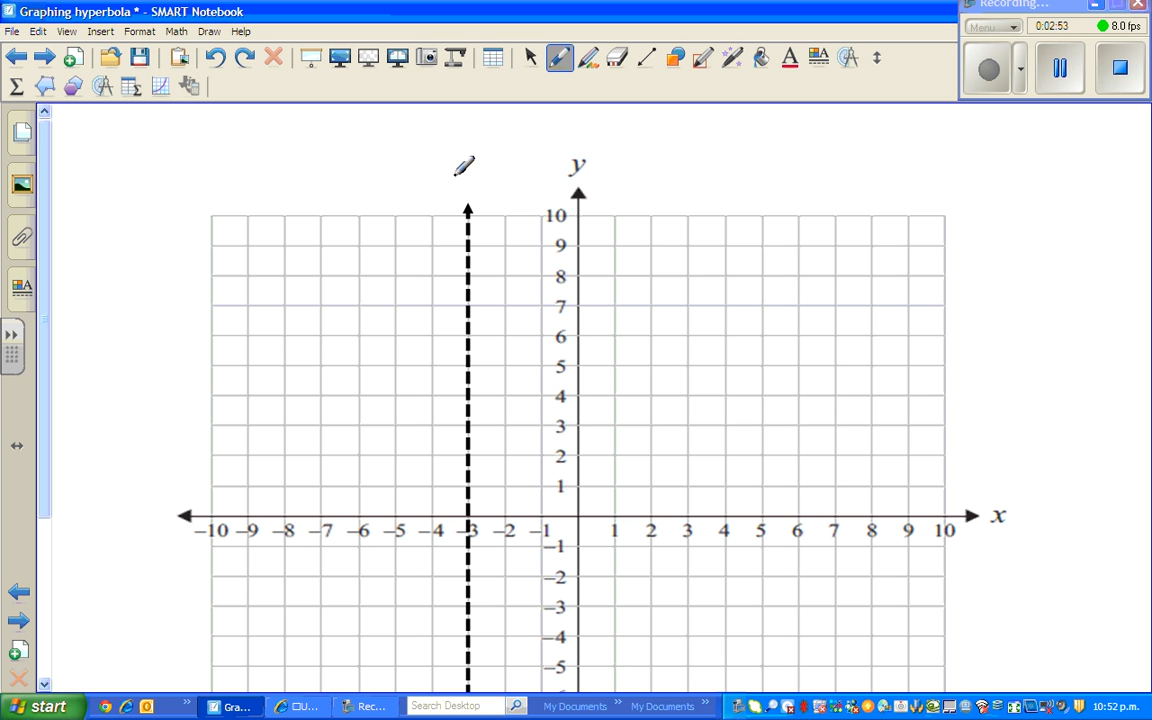 Graphing hyperbola * - SMART Notebook
Recording...
File Edit View Insert Format Math Draw Help
Menu 0:02:53 8.0 fps
y
10
9
8
7
6
5
4
3
2
1
–10 –9 –8 –7 –6 –5 –4 –3 –2 –1 1 2 3 4 5 6 7 8 9 10 x
–1
–2
–3
–4
–5
start Gra... U... Rec... Search Desktop My Documents » My Documents » 10:52 p.m.